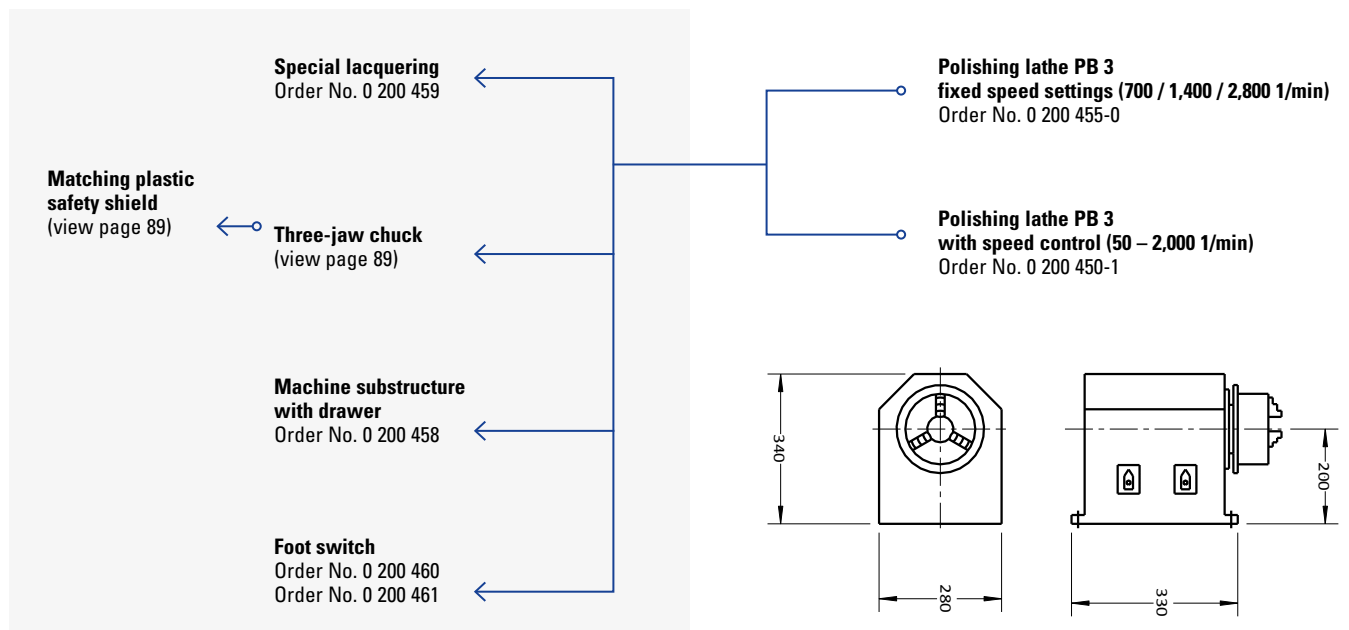 Special lacquering
Order No. 0 200 459
Matching plastic
safety shield
(view page 89)
Three-jaw chuck
(view page 89)
Machine substructure
with drawer
Order No. 0 200 458
Foot switch
Order No. 0 200 460
Order No. 0 200 461
Polishing lathe PB 3
fixed speed settings (700 / 1,400 / 2,800 1/min)
Order No. 0 200 455-0
Polishing lathe PB 3
with speed control (50 – 2,000 1/min)
Order No. 0 200 450-1
340
280
200
330